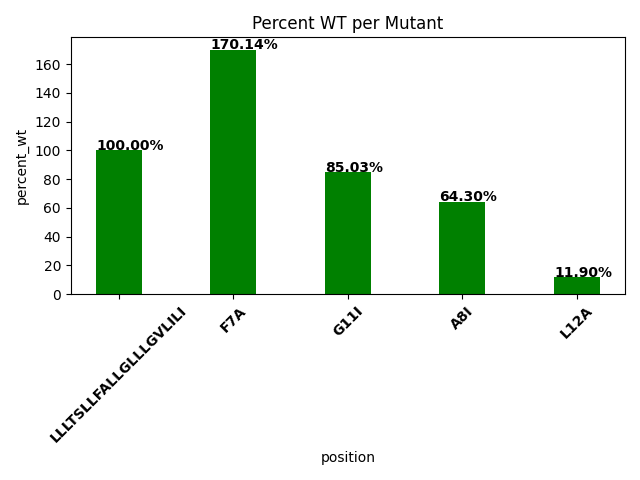 Percent WT per Mutant
percent_wt
160
140
120
100
80
60
40
20
0
100.00%
170.14%
85.03%
64.30%
11.90%
LLLTSLLFALLGLLLGVLILI
F7A
G11I
A8I
L12A
position